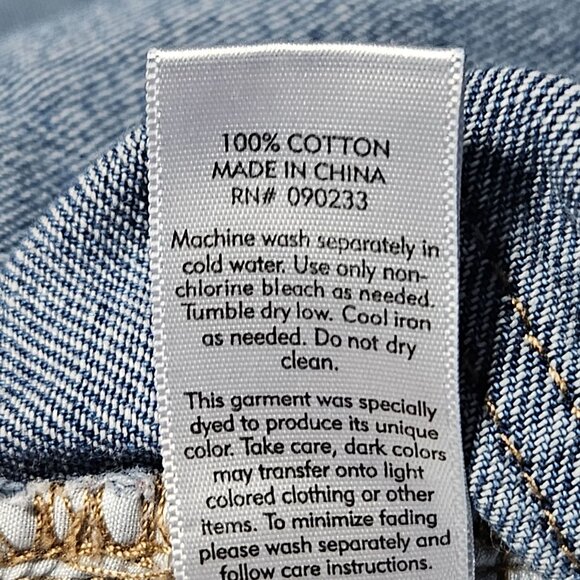 100% COTTON
MADE IN CHINA
RN# 090233
Machine wash separately in
cold water. Use only non-
chlorine bleach as needed.
Tumble dry low. Cool iron
as needed. Do not dry
clean.
This garment was specially
dyed to produce its unique
color. Take care, dark colors
may transfer onto light
colored clothing or other
items. To minimize fading
please wash separately and
follow care instructions.